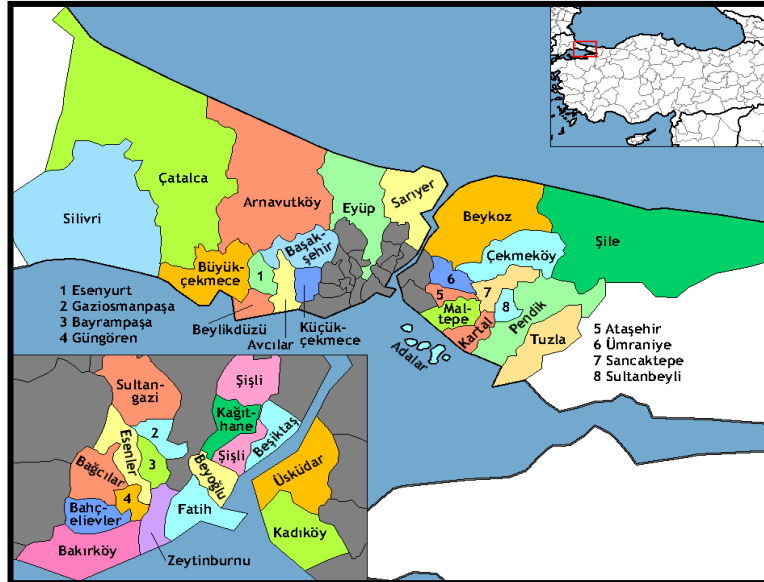 Çatalca
Silivri
Arnavutköy
Eyüp
Sarıyer
Büyük-
çekmece
1
Başak-
şehir
Beylikdüzü
Avcılar
Küçük-
çekmece
Beykoz
Şile
Çekmeköy
6
5
7
8
Mal-
tepe
Kartal
Pendik
Tuzla
Adalar
1 Esenyurt
2 Gaziosmanpaşa
3 Bayrampaşa
4 Güngören
5 Ataşehir
6 Ümraniye
7 Sancaktepe
8 Sultanbeyli
Sultan-
gazi
Şişli
Kağıt-
hane
2
Esenler
3
Şişli
Beşiktaş
Bağcılar
Beyoğlu
Üsküdar
4
Bahç-
elievler
Fatih
Kadıköy
Bakırköy
Zeytinburnu